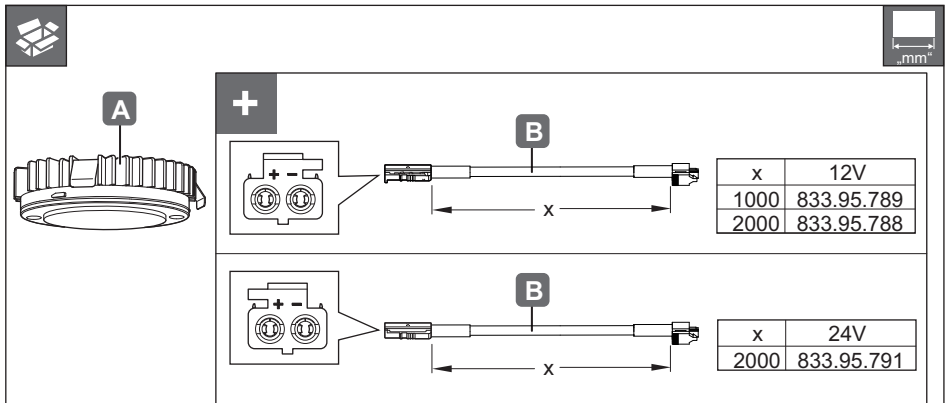 „mm“
A
+
B
+ −
x 12V
1000 833.95.789
2000 833.95.788
x
B
+ −
x 24V
2000 833.95.791
x